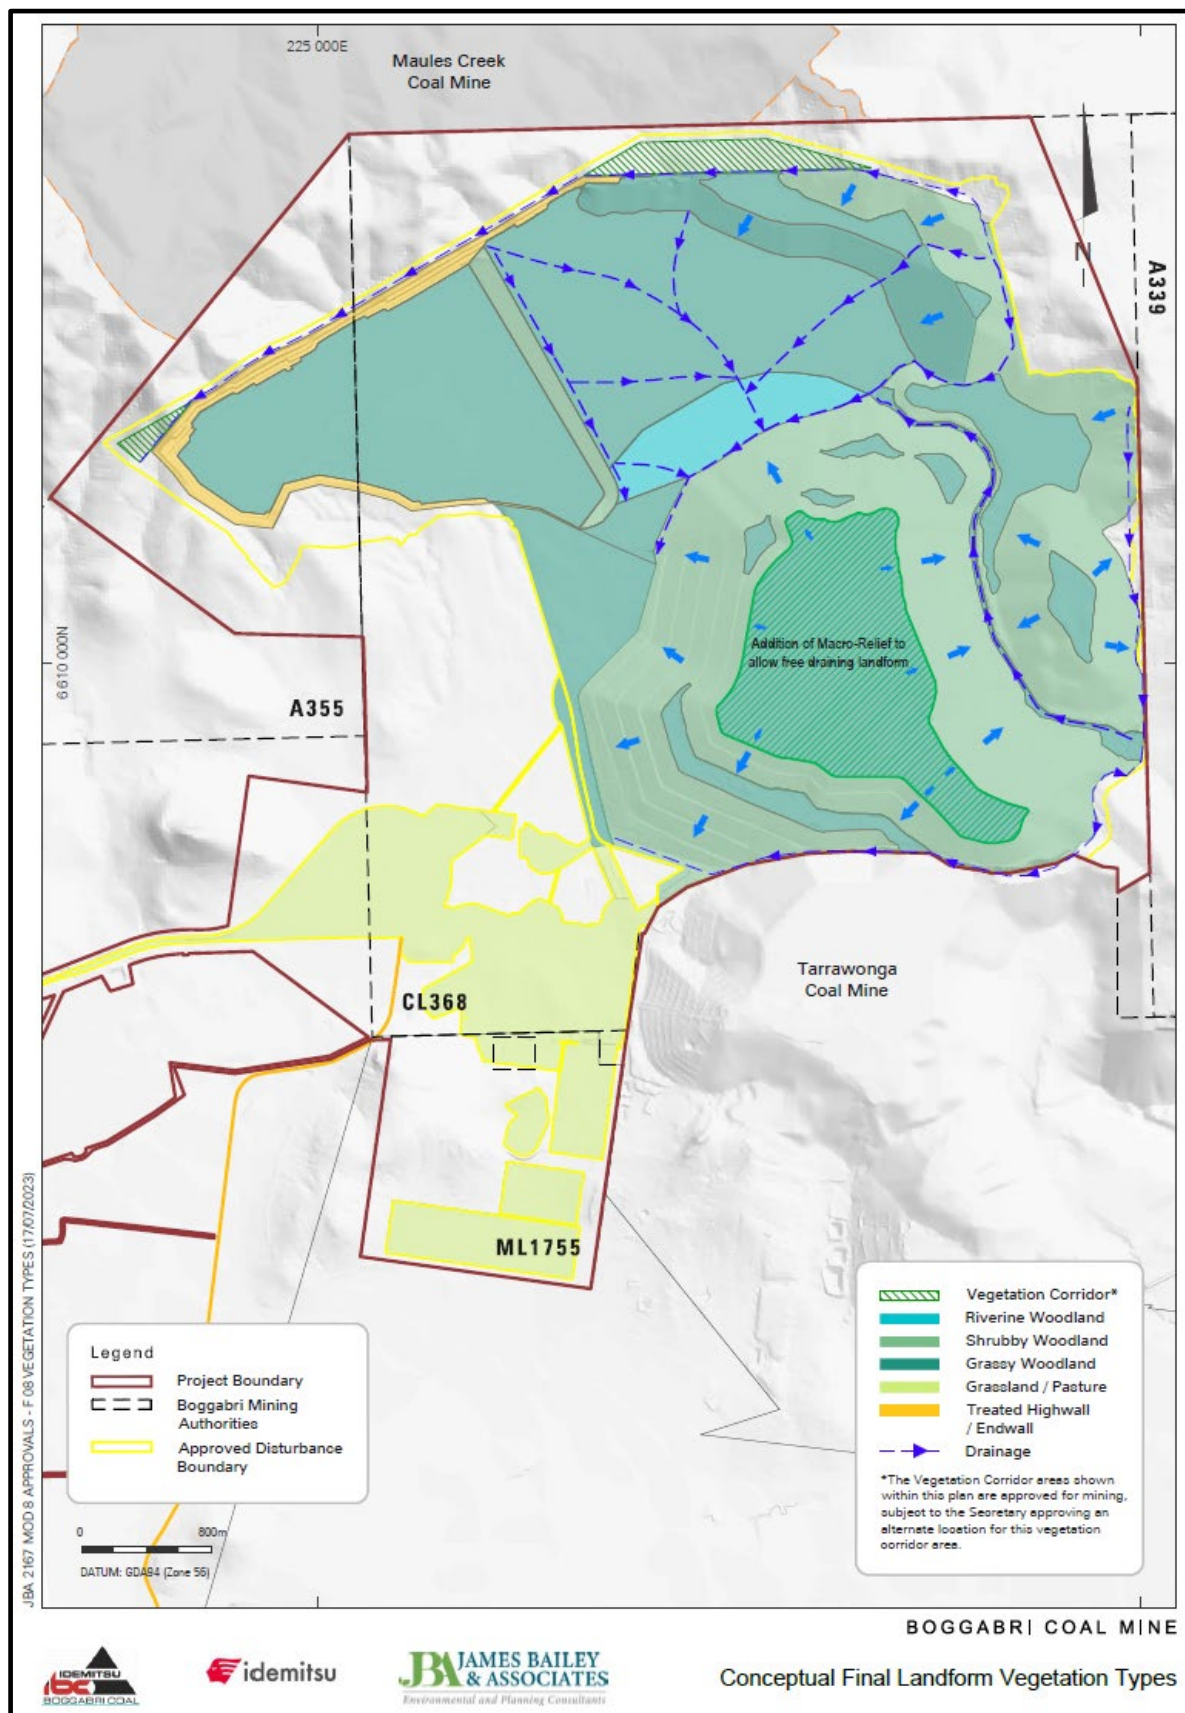 225 000E
Maules Creek
Coal Mine
N
A339
6 610 000N
Addition of Macro-Relief to
allow free draining landform
A355
Tarrawonga
Coal Mine
CL368
ML1755
Legend
Project Boundary
Boggabri Mining
Authorities
Approved Disturbance
Boundary
0 800m
DATUM: GDA94 (Zone 56)
Vegetation Corridor*
Riverine Woodland
Shrubby Woodland
Grassy Woodland
Grassland / Pasture
Treated Highwall
/ Endwall
Drainage
*The Vegetation Corridor areas shown
within this plan are approved for mining,
subject to the Secretary approving an
alternate location for this vegetation
corridor area.
JBA 2167 MOD 8 APPROVALS - F 08 VEGETATION TYPES (17/07/2023)
BOGGABRI COAL MINE
IDEMITSU
bc
BOGGABRI COAL
idemitsu
JBA JAMES BAILEY
& ASSOCIATES
Environmental and Planning Consultants
Conceptual Final Landform Vegetation Types